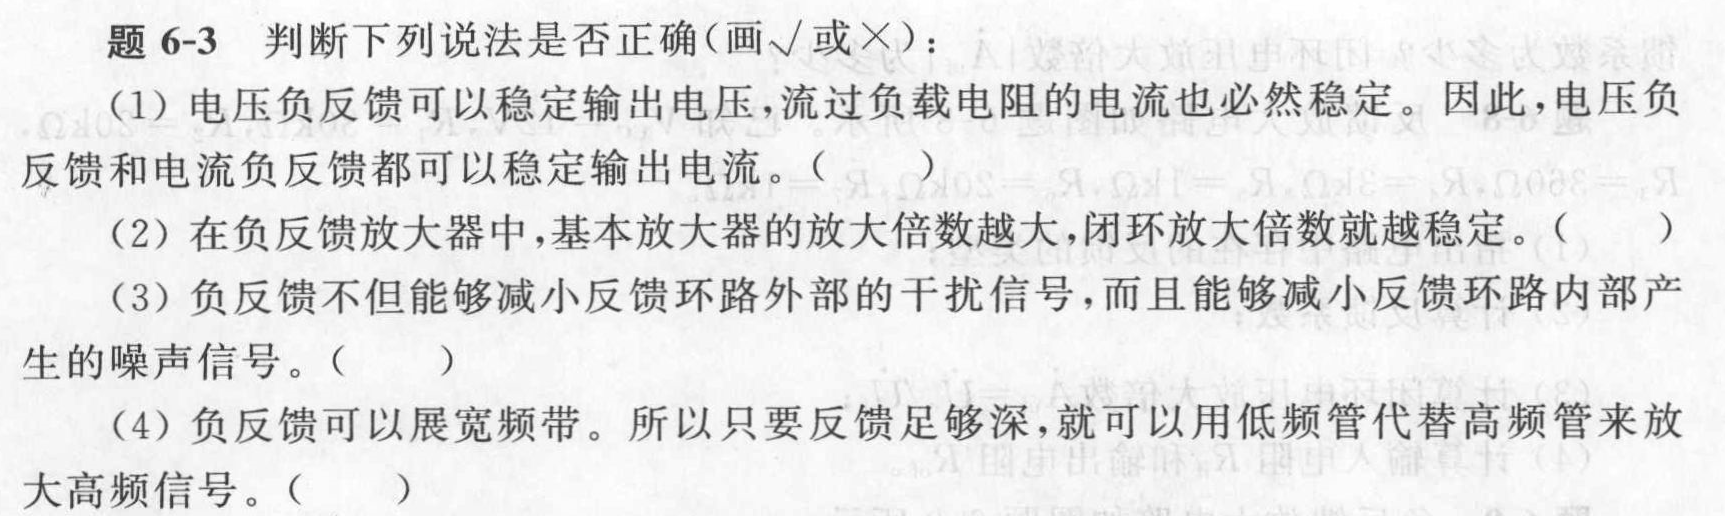 题 6-3 判断下列说法是否正确(画√或×):
(1) 电压负反馈可以稳定输出电压,流过负载电阻的电流也必然稳定。因此,电压负
反馈和电流负反馈都可以稳定输出电流。( )
(2) 在负反馈放大器中,基本放大器的放大倍数越大,闭环放大倍数就越稳定。( )
(3) 负反馈不但能够减小反馈环路外部的干扰信号,而且能够减小反馈环路内部产
生的噪声信号。( )
(4) 负反馈可以展宽频带。所以只要反馈足够深,就可以用低频管代替高频管来放
大高频信号。( )